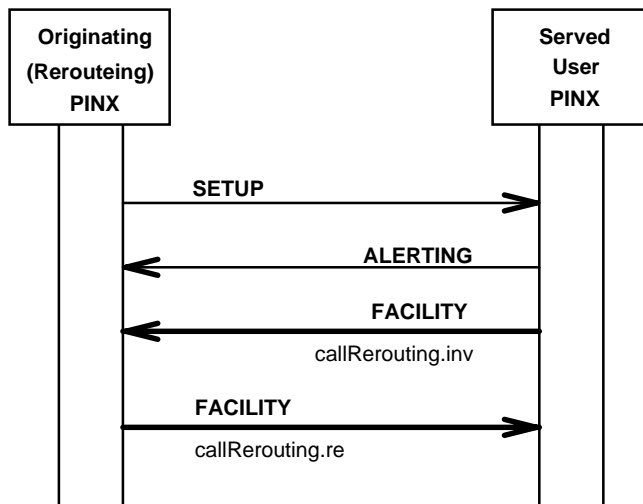 Originating
(Rerouteing)
PINX
Served
User
PINX
SETUP
ALERTING
FACILITY
callRerouting.inv
FACILITY
callRerouting.re